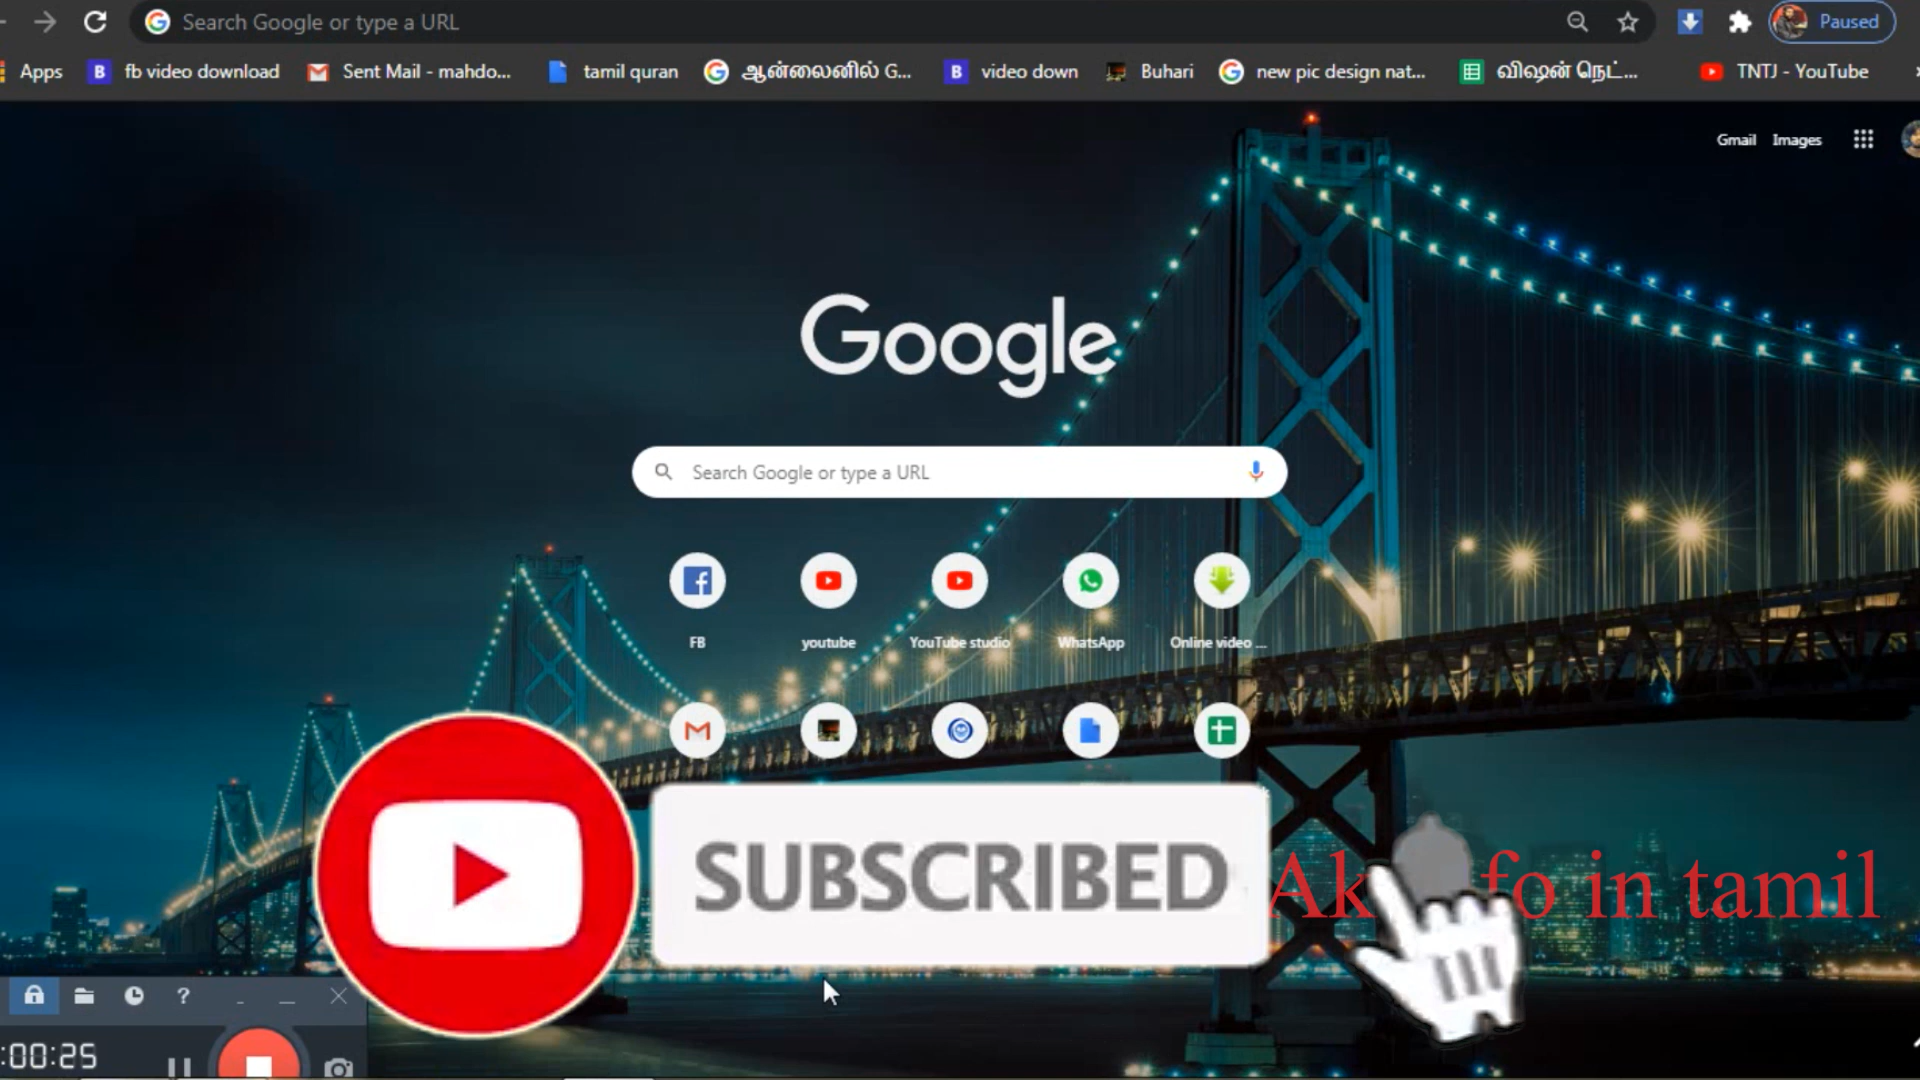 Search Google or type a URL
Paused
Apps
fb video download
Sent Mail - mahdo...
tamil quran
ஆன்லைனில் G...
video down
Buhari
new pic design nat...
விஷன் நெட்...
TNTJ - YouTube
Gmail
Images
Google
Search Google or type a URL
FB
youtube
YouTube studio
WhatsApp
Online video ...
SUBSCRIBED
fo in tamil
:00:25